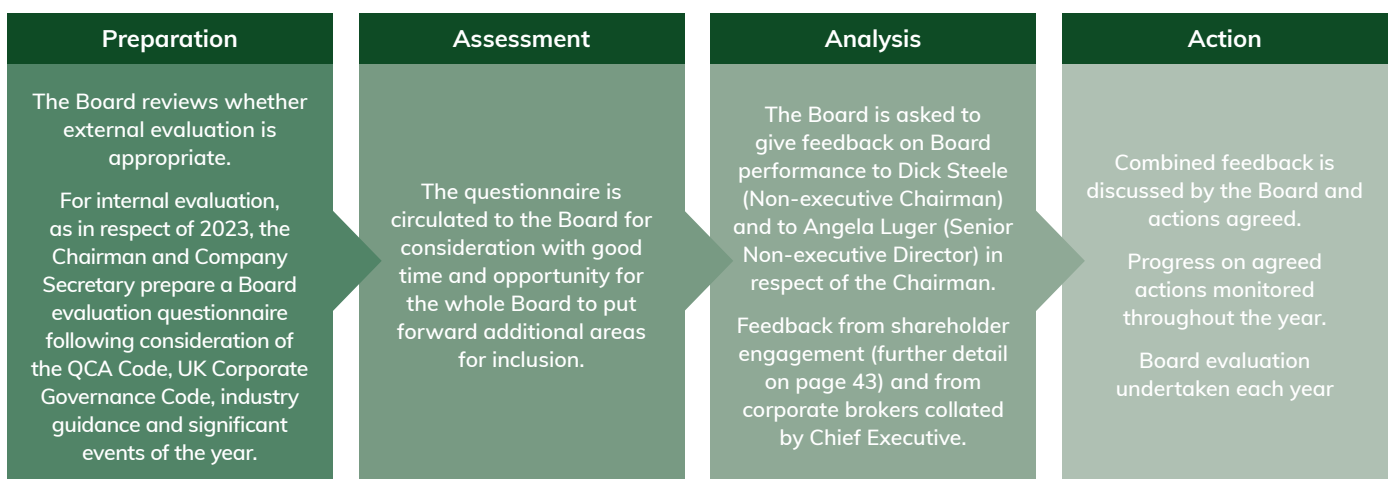 Preparation
The Board reviews whether
external evaluation is
appropriate.
For internal evaluation,
as in respect of 2023, the
Chairman and Company
Secretary prepare a Board
evaluation questionnaire
following consideration of
the QCA Code, UK Corporate
Governance Code, industry
guidance and significant
events of the year.
Assessment
The questionnaire is
circulated to the Board for
consideration with good
time and opportunity for
the whole Board to put
forward additional areas
for inclusion.
Analysis
The Board is asked to
give feedback on Board
performance to Dick Steele
(Non-executive Chairman)
and to Angela Luger (Senior
Non-executive Director) in
respect of the Chairman.
Feedback from shareholder
engagement (further detail
on page 43) and from
corporate brokers collated
by Chief Executive.
Action
Combined feedback is
discussed by the Board and
actions agreed.
Progress on agreed
actions monitored
throughout the year.
Board evaluation
undertaken each year